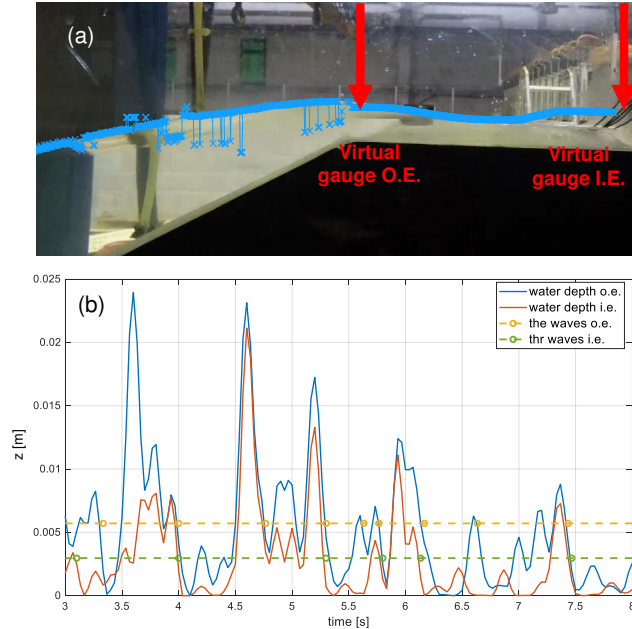 (a)
Virtual
gauge O.E.
Virtual
gauge I.E.
(b)
water depth o.e.
water depth i.e.
the waves o.e.
thr waves i.e.
0.025
0.02
0.015
0.01
0.005
0
z [m]
3 3.5 4 4.5 5 5.5 6 6.5 7 7.5 8
time [s]